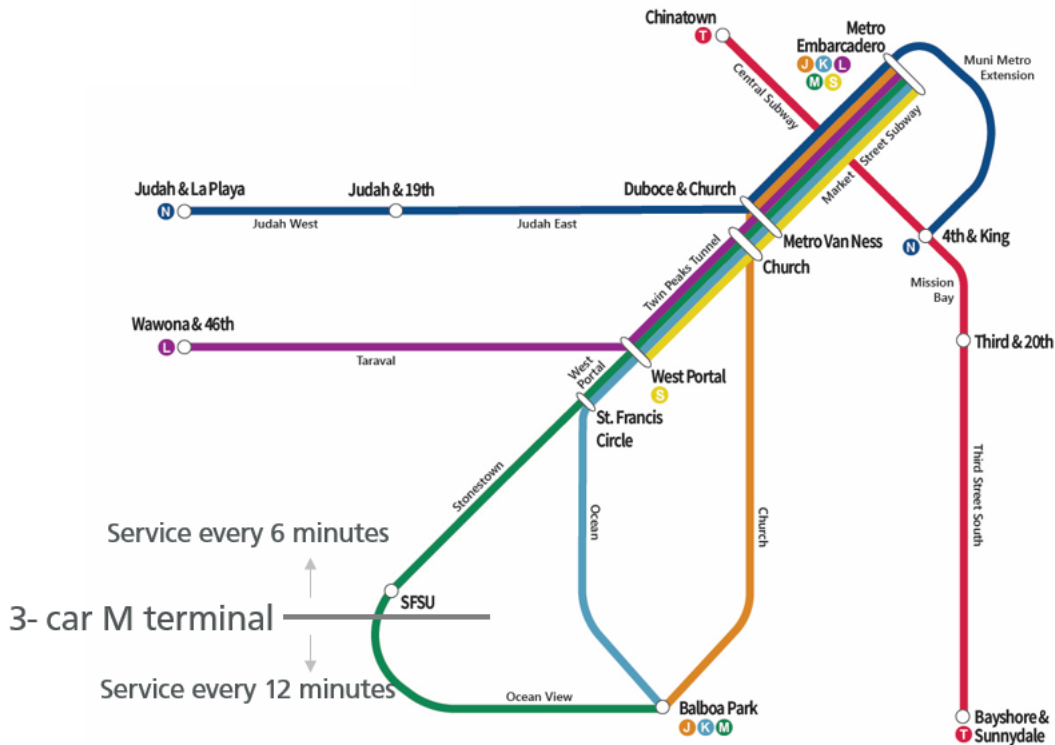 Chinatown
T
Metro
Embarcadero
J K L
M S
Muni Metro
Extension
Central Subway
Market Street Subway
Judah & La Playa
N
Judah & 19th
Duboce & Church
Judah West
Judah East
Metro Van Ness
N
4th & King
Church
Twin Peaks Tunnel
Mission
Bay
Wawona & 46th
L
Taraval
Third & 20th
West
Portal
West Portal
S
St. Francis
Circle
Stonestown
Ocean
Church
Third Street South
Service every 6 minutes
SFSU
3- car M terminal
Service every 12 minutes
Ocean View
Balboa Park
J K M
Bayshore &
T Sunnydale